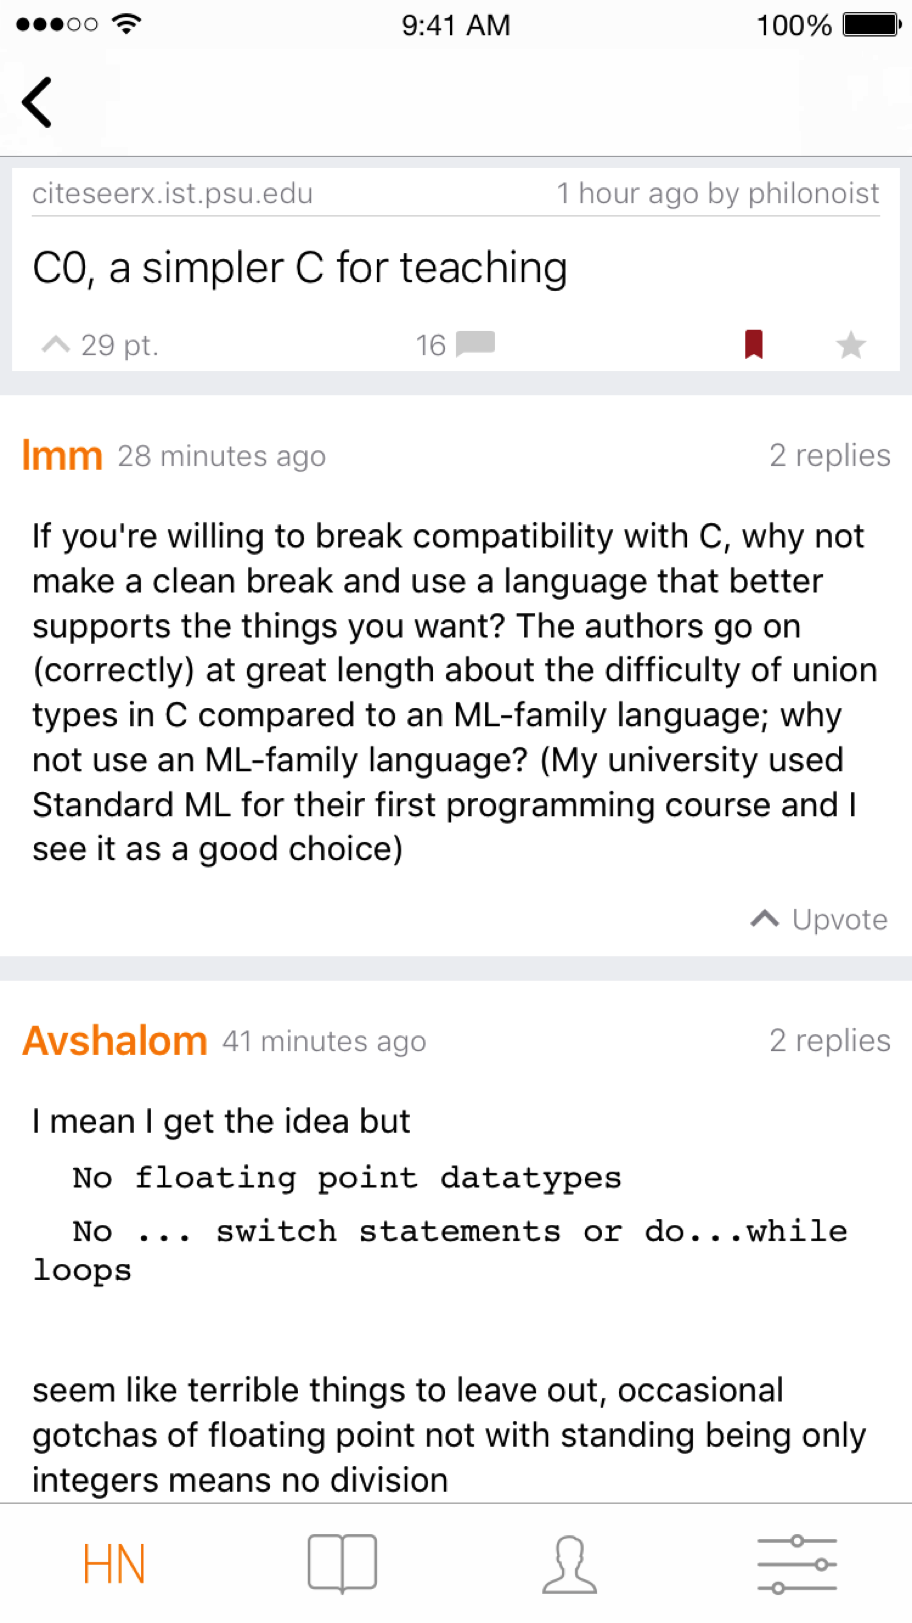 9:41 AM
100%
citeseerx.ist.psu.edu
1 hour ago by philonoist
C0, a simpler C for teaching
29 pt.
16
lmm 28 minutes ago
2 replies
If you're willing to break compatibility with C, why not
make a clean break and use a language that better
supports the things you want? The authors go on
(correctly) at great length about the difficulty of union
types in C compared to an ML-family language; why
not use an ML-family language? (My university used
Standard ML for their first programming course and I
see it as a good choice)
Upvote
Avshalom 41 minutes ago
2 replies
I mean I get the idea but
No floating point datatypes
No ... switch statements or do...while
loops
seem like terrible things to leave out, occasional
gotchas of floating point not with standing being only
integers means no division
HN